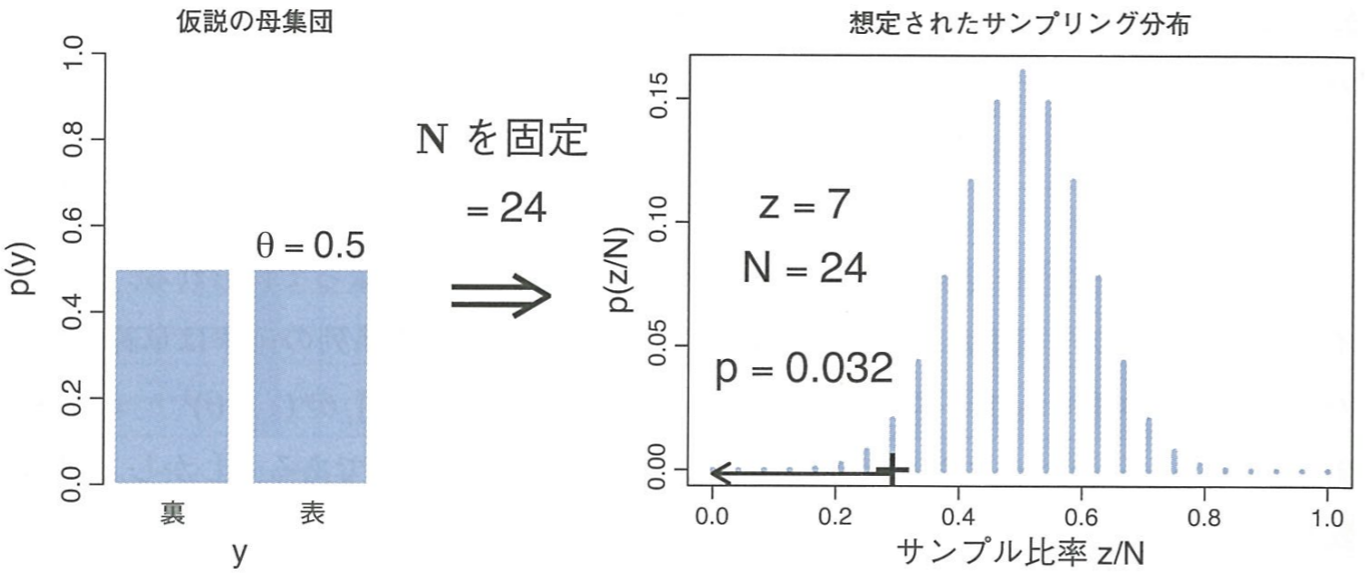 仮説の母集団
1.0
0.8
0.6
0.4
0.2
0.0
p(y)
θ = 0.5
裏
表
y
N を固定
= 24
想定されたサンプリング分布
0.15
0.10
0.05
0.00
p(z/N)
z = 7
N = 24
p = 0.032
0.0
0.2
0.4
0.6
0.8
1.0
サンプル比率 z/N